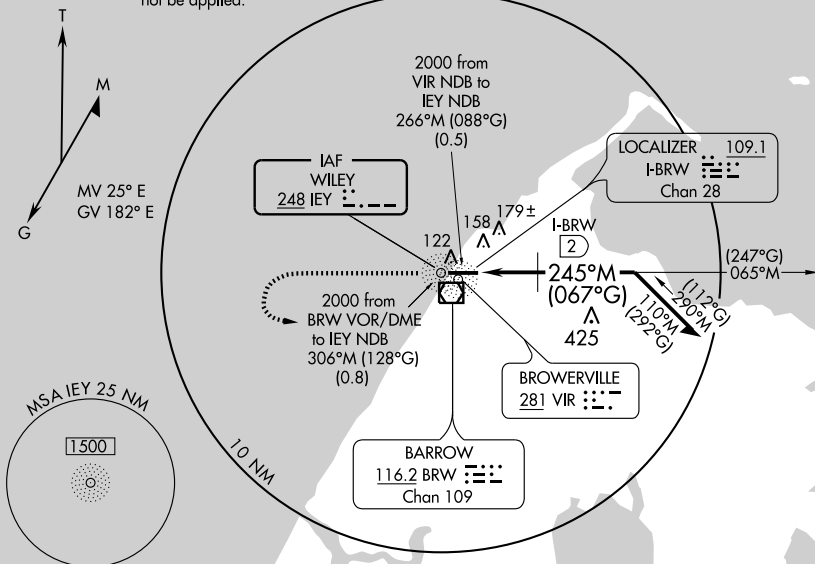 not be applied.
T
M
MV 25° E
GV 182° E
G
2000 from
VIR NDB to
IEY NDB
266°M (088°G)
(0.5)
IAF
WILEY
248 IEY
LOCALIZER 109.1
I-BRW
Chan 28
122
158
179±
I-BRW
2
245°M
(067°G)
425
(247°G)
065°M
(112°G)
290°M
110°M
(292°G)
2000 from
BRW VOR/DME
to IEY NDB
306°M (128°G)
(0.8)
BROWERVILLE
281 VIR
BARROW
116.2 BRW
Chan 109
MSA IEY 25 NM
1500
10 NM